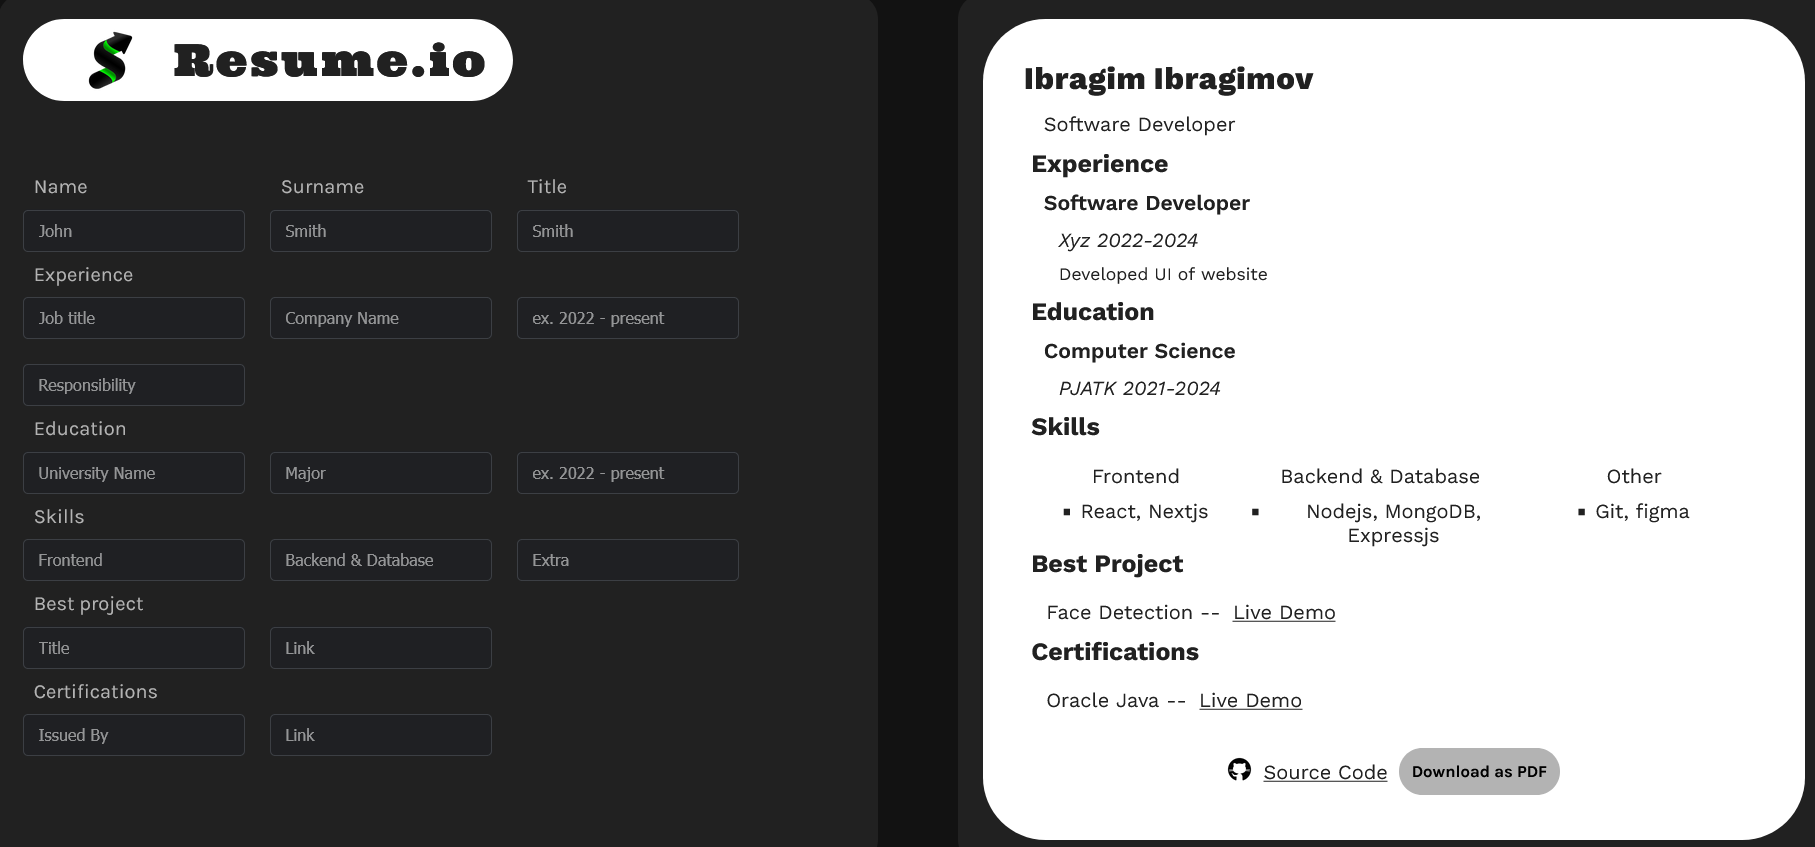 Resume.io
Name Surname Title
John Smith Smith
Experience
Job title Company Name ex. 2022 - present
Responsibility
Education
University Name Major ex. 2022 - present
Skills
Frontend Backend & Database Extra
Best project
Title Link
Certifications
Issued By Link
Ibragim Ibragimov
Software Developer
Experience
Software Developer
Xyz 2022-2024
Developed UI of website
Education
Computer Science
PJATK 2021-2024
Skills
Frontend Backend & Database Other
▪ React, Nextjs ▪ Nodejs, MongoDB, ▪ Git, figma
Expressjs
Best Project
Face Detection -- Live Demo
Certifications
Oracle Java -- Live Demo
Source Code Download as PDF